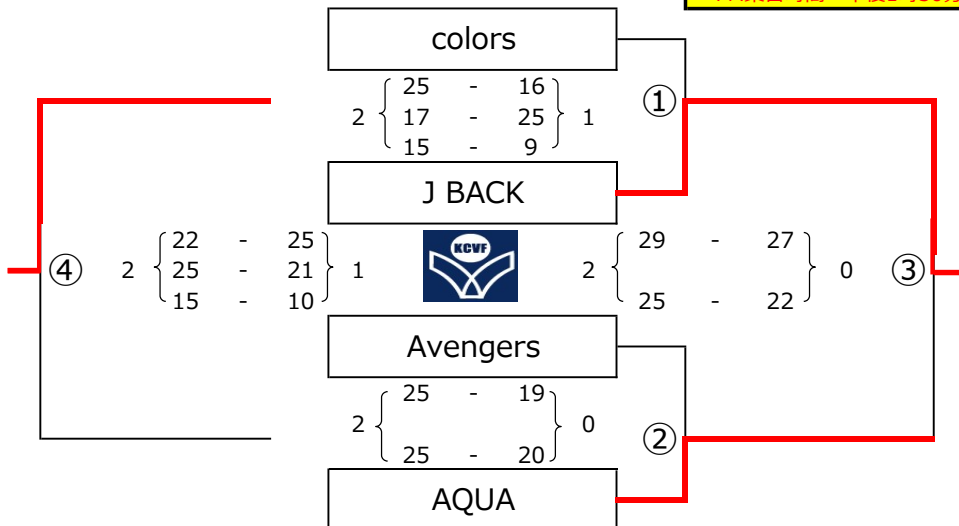 colors
25 - 16
2 17 - 25 1
15 - 9
①
J BACK
22 - 25
④ 2 25 - 21 1
15 - 10
KCVF
29 - 27
2 0 ③
25 - 22
Avengers
25 - 19
2 0
25 - 20
②
AQUA